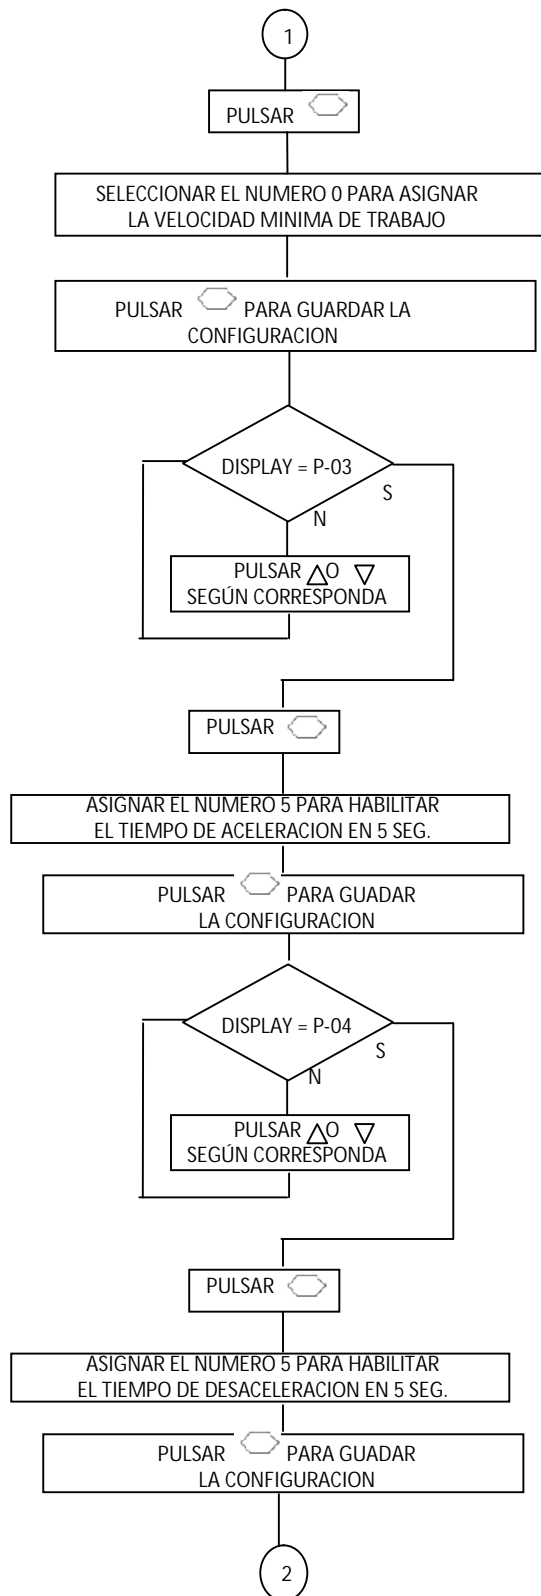 1
PULSAR
SELECCIONAR EL NUMERO 0 PARA ASIGNAR
LA VELOCIDAD MINIMA DE TRABAJO
PULSAR PARA GUARDAR LA
CONFIGURACION
DISPLAY = P-03
S
N
PULSAR O
SEGÚN CORRESPONDA
PULSAR
ASIGNAR EL NUMERO 5 PARA HABILITAR
EL TIEMPO DE ACELERACION EN 5 SEG.
PULSAR PARA GUADAR
LA CONFIGURACION
DISPLAY = P-04
S
N
PULSAR O
SEGÚN CORRESPONDA
PULSAR
ASIGNAR EL NUMERO 5 PARA HABILITAR
EL TIEMPO DE DESACELERACION EN 5 SEG.
PULSAR PARA GUADAR
LA CONFIGURACION
2